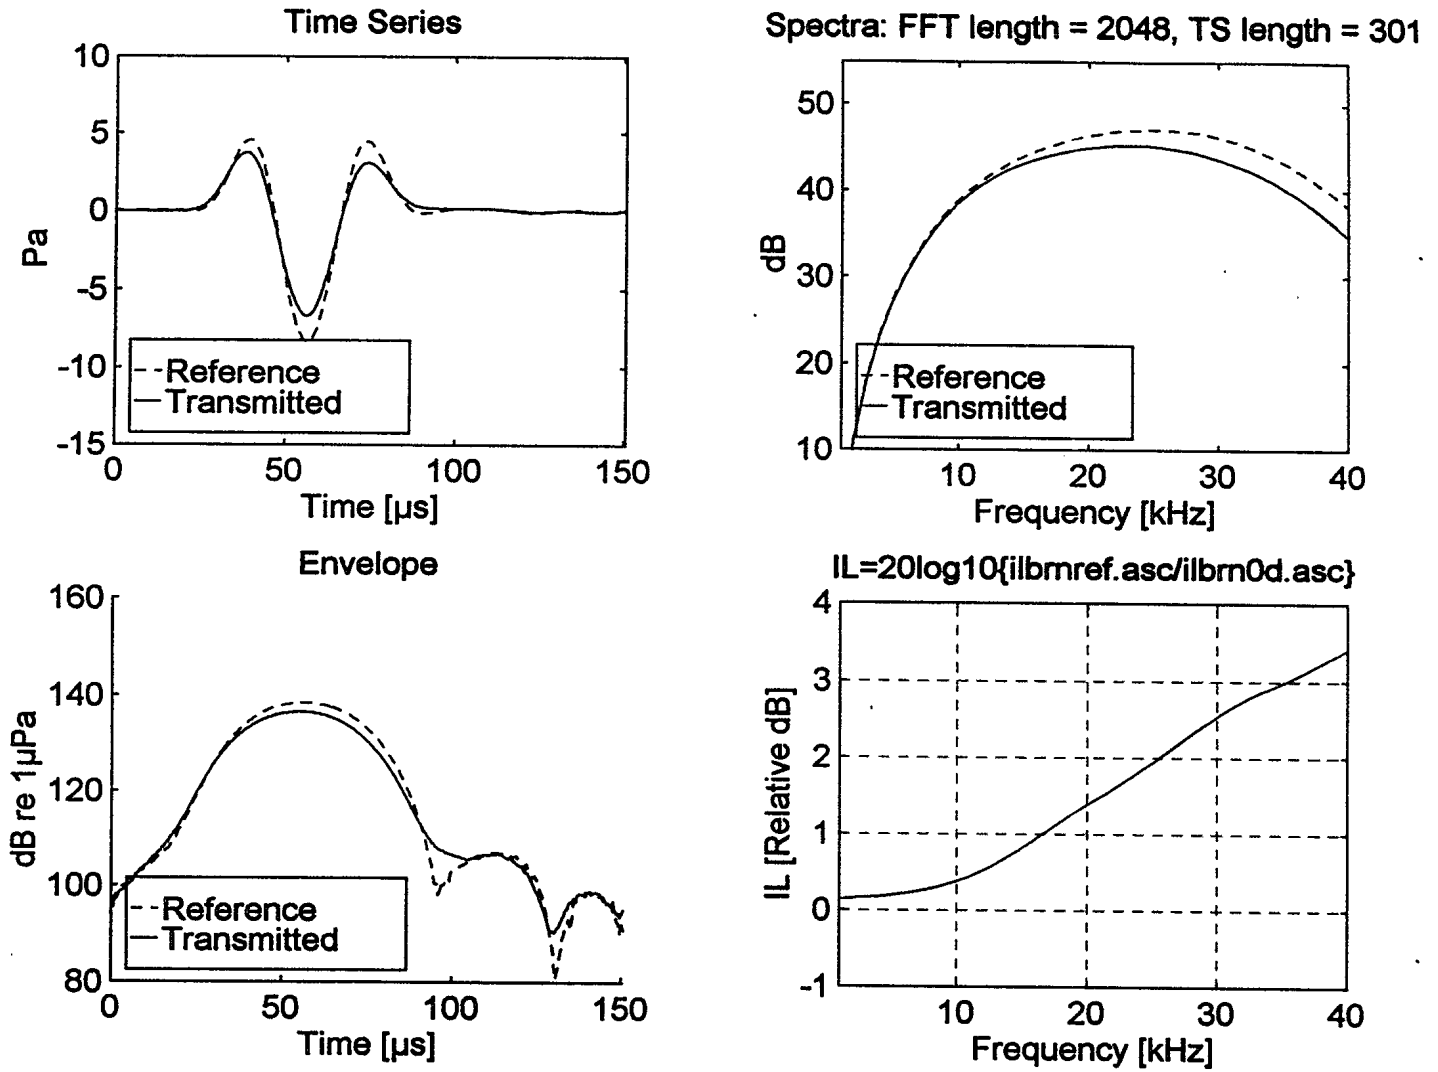 Time Series
10
5
0
-5
-10
-15
Pa
Reference
Transmitted
0 50 100 150
Time [µs]
Spectra: FFT length = 2048, TS length = 301
50
40
30
20
10
dB
Reference
Transmitted
10 20 30 40
Frequency [kHz]
Envelope
160
140
120
100
80
dB re 1µPa
Reference
Transmitted
0 50 100 150
Time [µs]
IL=20log10{ilbrnref.asc/ilbrn0d.asc}
4
3
2
1
0
-1
IL [Relative dB]
10 20 30 40
Frequency [kHz]